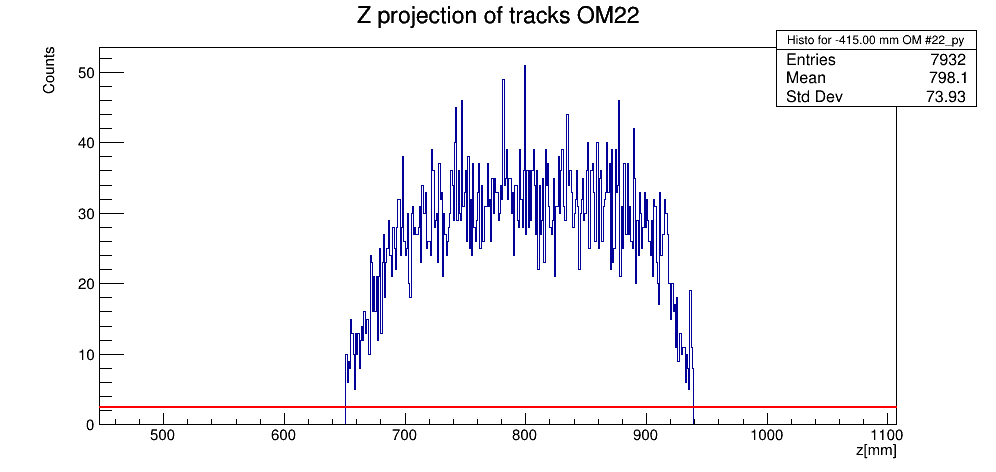 Z projection of tracks OM22
Histo for -415.00 mm OM #22_py
Entries 7932
Mean 798.1
Std Dev 73.93
Counts
50
40
30
20
10
0
500 600 700 800 900 1000 1100
z[mm]